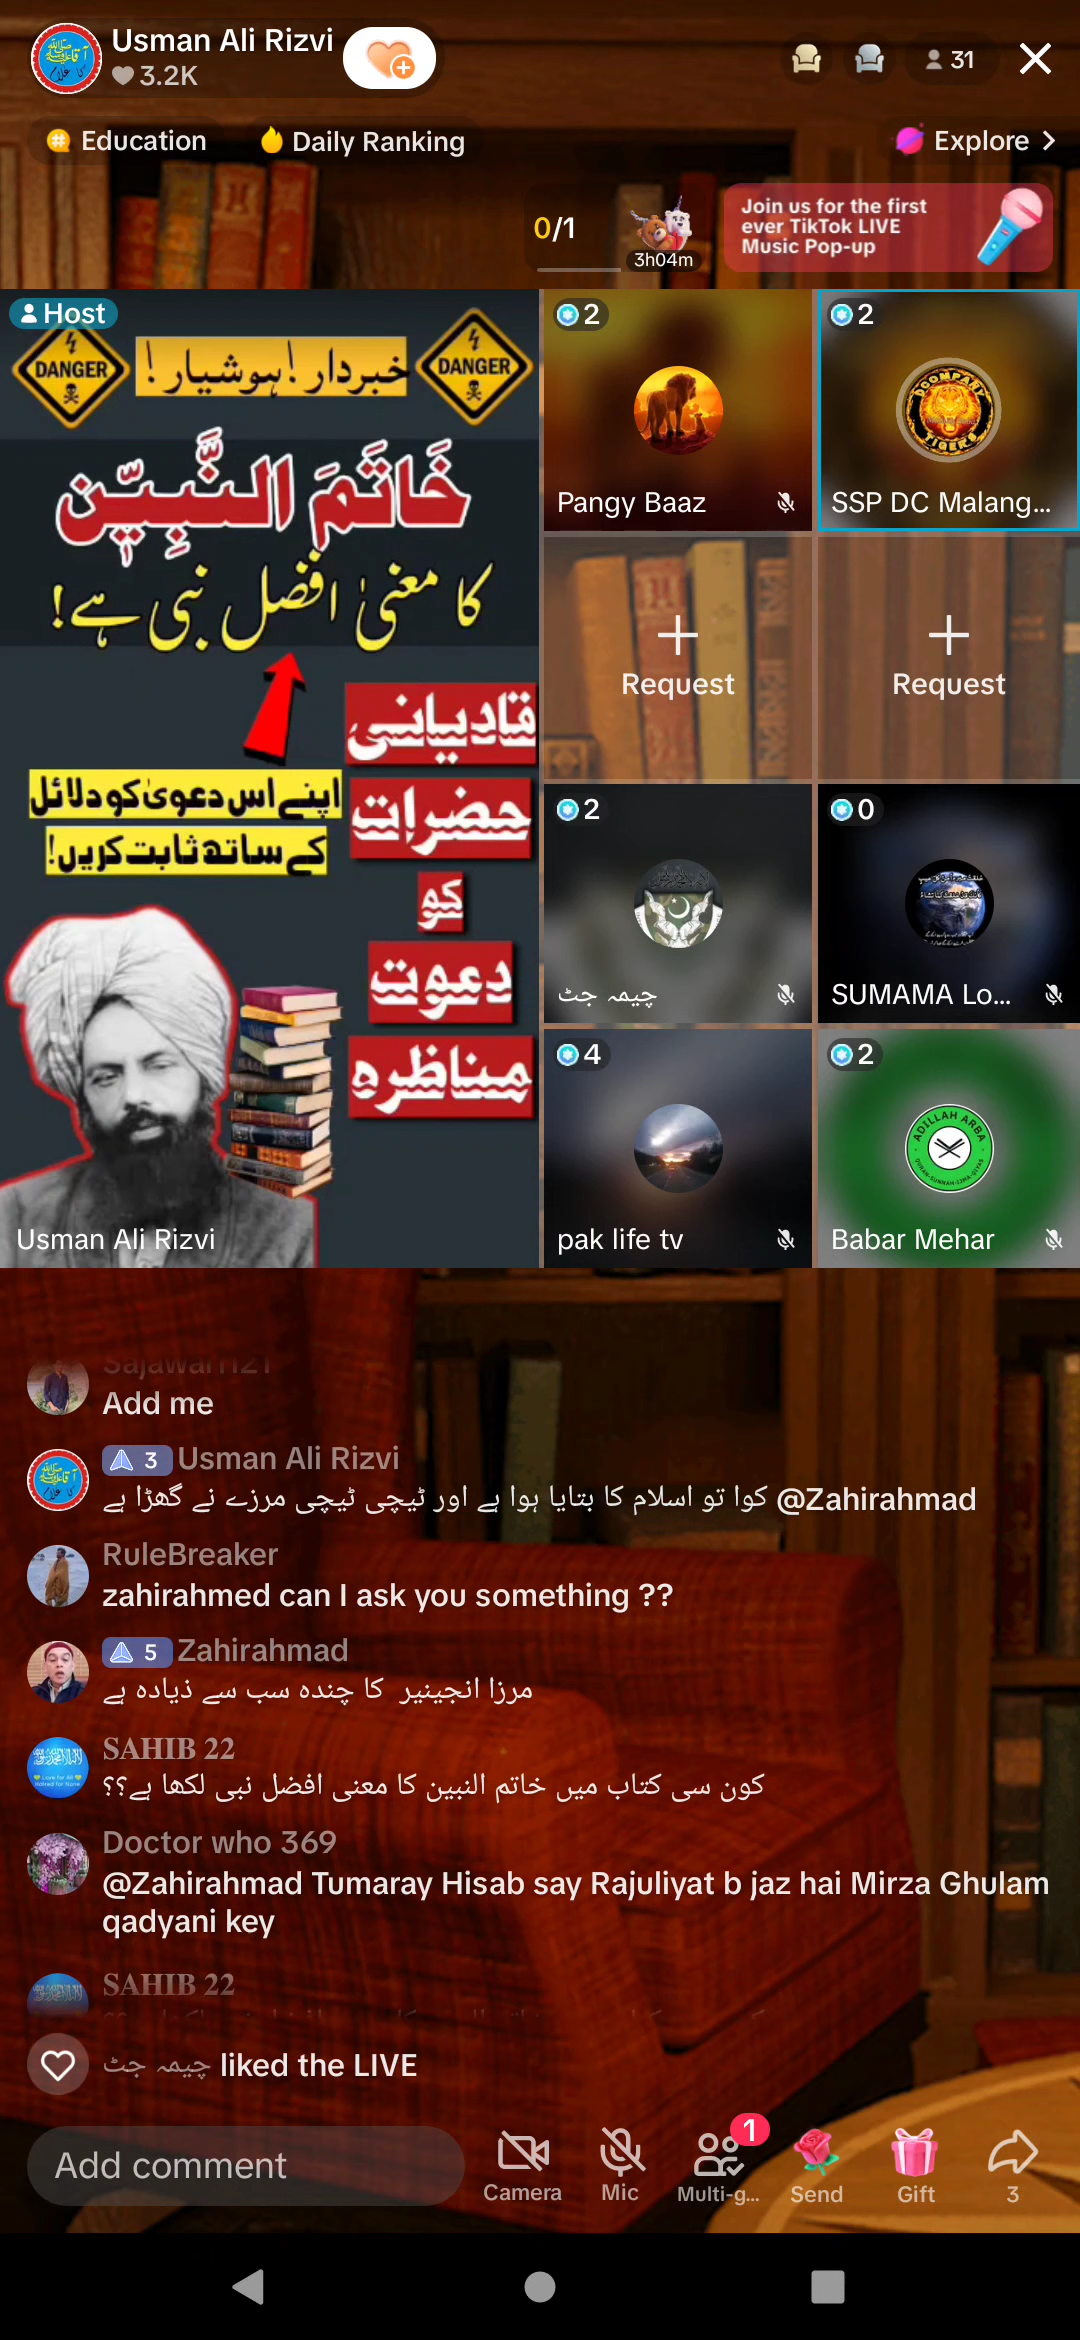 Usman Ali Rizvi
3.2K
31
Education
Daily Ranking
Explore
0/1
3h04m
Join us for the first
ever TikTok LIVE
Music Pop-up
Host
DANGER
خبردار!ہوشیار!
DANGER
خَاتَمَ النَّبِیّٖن
کا معنیٰ افضل نبی ہے!
قادیانی
حضرات
کو
دعوت
مناظرہ
اپنے اس دعویٰ کو دلائل
کے ساتھ ثابت کریں!
Usman Ali Rizvi
2
Pangy Baaz
2
DCOMPANY
TIGERS
SSP DC Malang...
Request
Request
2
چیمہ جٹ
0
SUMAMA Lo...
4
pak life tv
2
ADILLAH ARBA
QURAN-SUNNAH-IJMA-QIYAS
Babar Mehar
Add me
3 Usman Ali Rizvi
@Zahirahmad کوا تو اسلام کا بتایا ہوا ہے اور ٹیچی ٹیچی مرزے نے گھڑا ہے
RuleBreaker
zahirahmed can I ask you something ??
5 Zahirahmad
مرزا انجینیر کا چندہ سب سے ذیادہ ہے
SAHIB 22
کون سی کتاب میں خاتم النبین کا معنی افضل نبی لکھا ہے؟؟
Doctor who 369
@Zahirahmad Tumaray Hisab say Rajuliyat b jaz hai Mirza Ghulam
qadyani key
SAHIB 22
چیمہ جٹ liked the LIVE
Add comment
Camera
Mic
1
Multi-g...
Send
Gift
3